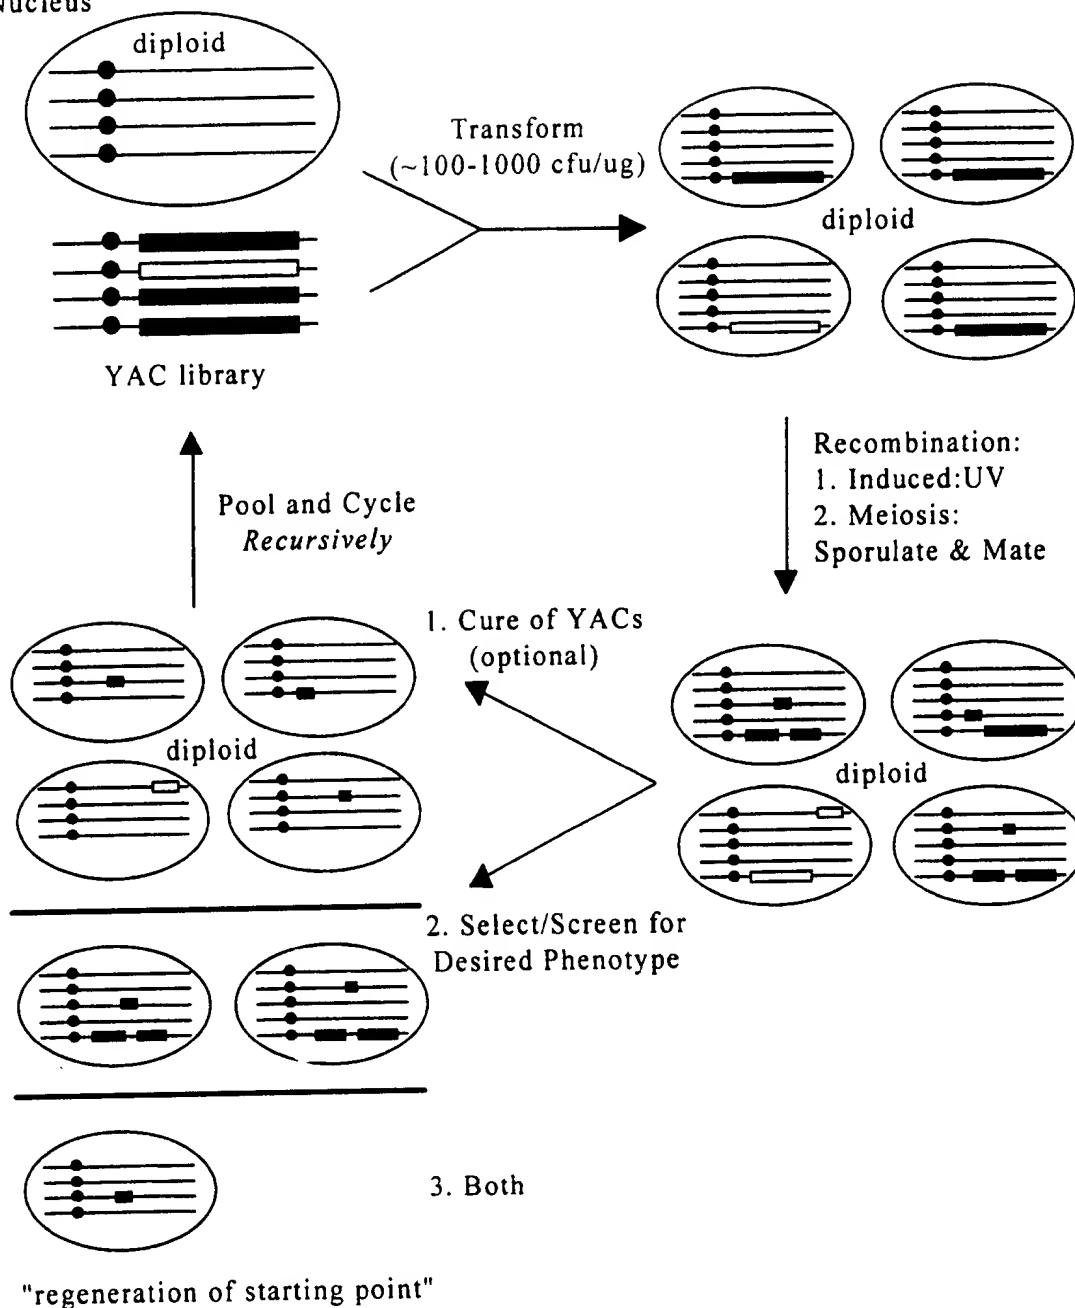 Nucleus
diploid
Transform
(~100-1000 cfu/ug)
diploid
YAC library
Recombination:
1. Induced:UV
2. Meiosis:
Sporulate & Mate
Pool and Cycle
Recursively
1. Cure of YACs
(optional)
diploid
diploid
2. Select/Screen for
Desired Phenotype
3. Both
"regeneration of starting point"